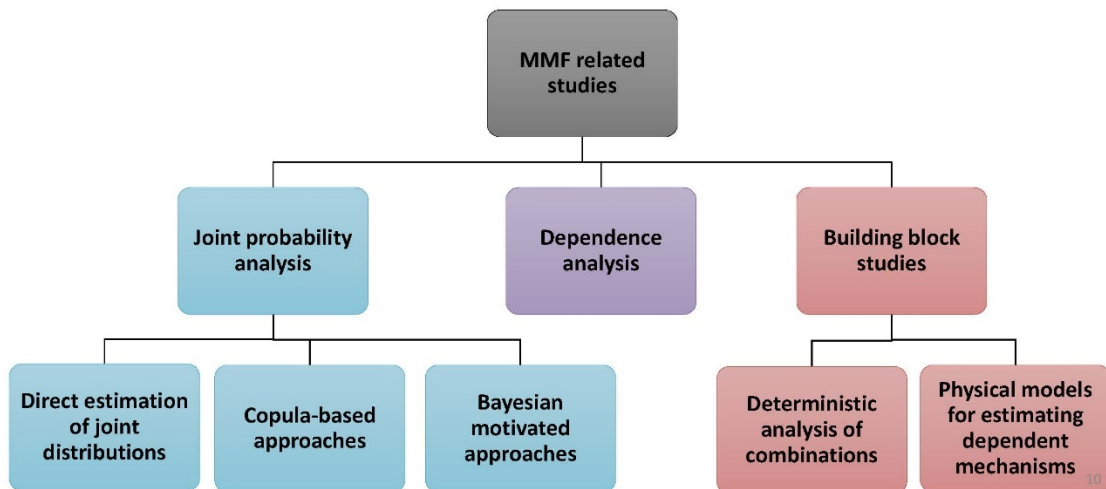 MMF related
studies
Joint probability
analysis
Dependence
analysis
Building block
studies
Direct estimation
of joint
distributions
Copula-based
approaches
Bayesian
motivated
approaches
Deterministic
analysis of
combinations
Physical models
for estimating
dependent
mechanisms
10